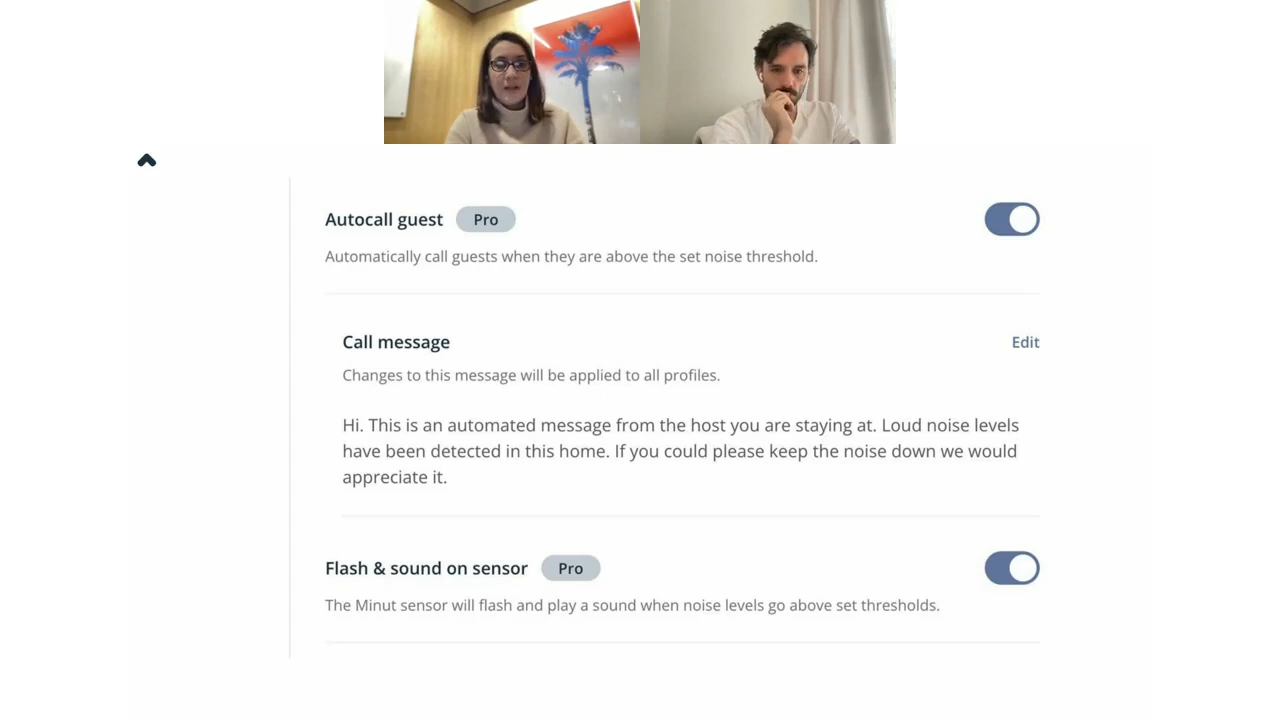 Autocall guest Pro
Automatically call guests when they are above the set noise threshold.
Call message Edit
Changes to this message will be applied to all profiles.
Hi. This is an automated message from the host you are staying at. Loud noise levels
have been detected in this home. If you could please keep the noise down we would
appreciate it.
Flash & sound on sensor Pro
The Minut sensor will flash and play a sound when noise levels go above set thresholds.